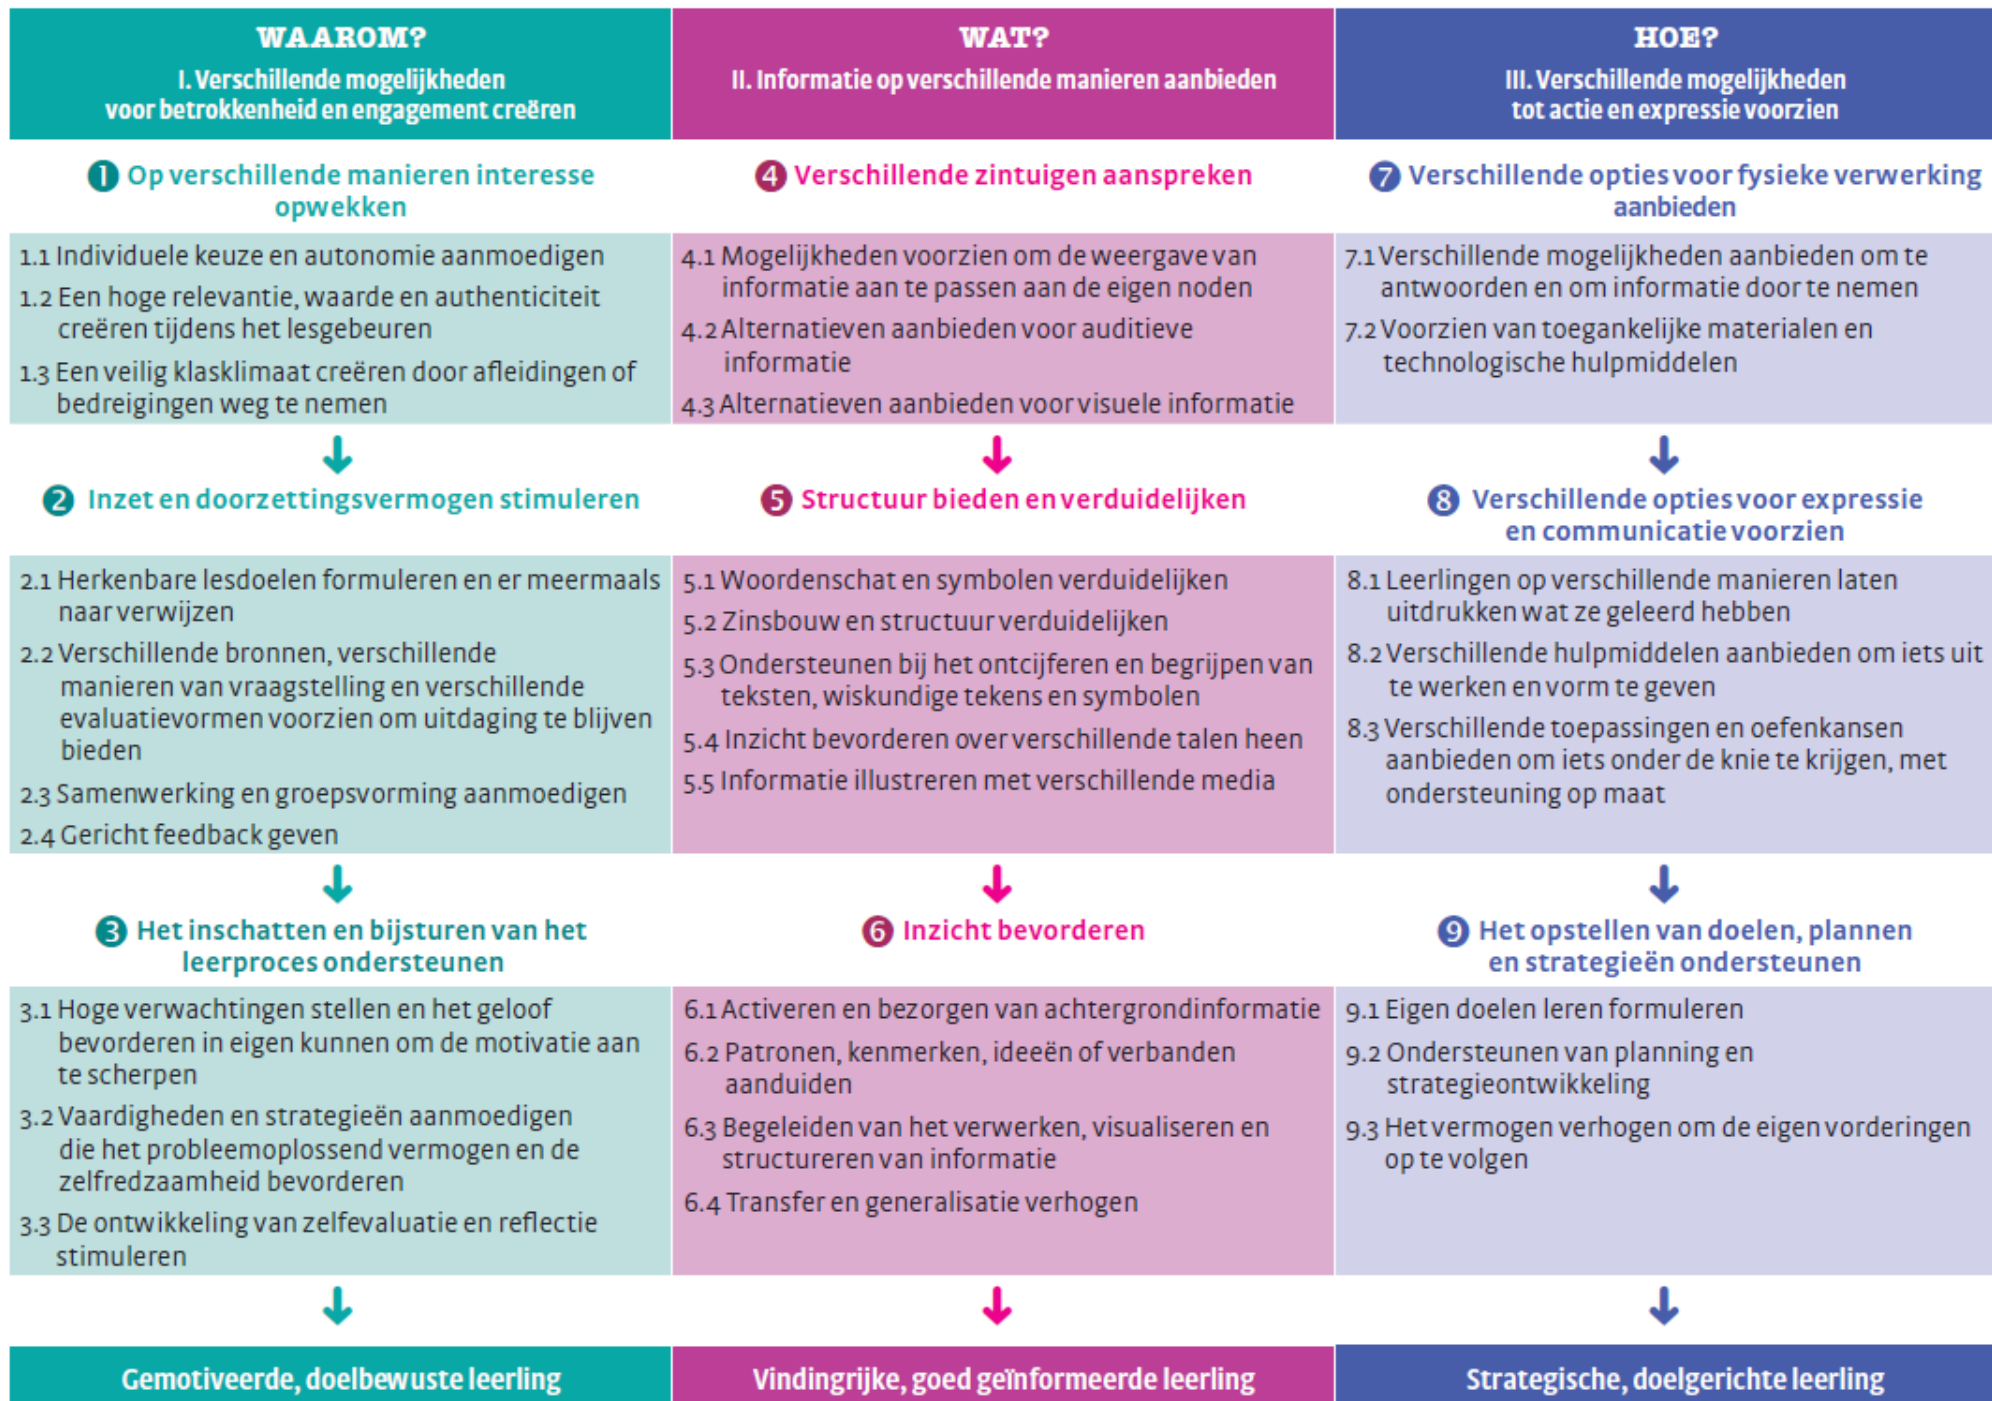 WAAROM?
I. Verschillende mogelijkheden
voor betrokkenheid en engagement creëren
❶ Op verschillende manieren interesse
opwekken
1.1 Individuele keuze en autonomie aanmoedigen
1.2 Een hoge relevantie, waarde en authenticiteit
creëren tijdens het lesgebeuren
1.3 Een veilig klasklimaat creëren door afleidingen of
bedreigingen weg te nemen
❷ Inzet en doorzettingsvermogen stimuleren
2.1 Herkenbare lesdoelen formuleren en er meermaals
naar verwijzen
2.2 Verschillende bronnen, verschillende
manieren van vraagstelling en verschillende
evaluatievormen voorzien om uitdaging te blijven
bieden
2.3 Samenwerking en groepsvorming aanmoedigen
2.4 Gericht feedback geven
❸ Het inschatten en bijsturen van het
leerproces ondersteunen
3.1 Hoge verwachtingen stellen en het geloof
bevorderen in eigen kunnen om de motivatie aan
te scherpen
3.2 Vaardigheden en strategieën aanmoedigen
die het probleemoplossend vermogen en de
zelfredzaamheid bevorderen
3.3 De ontwikkeling van zelfevaluatie en reflectie
stimuleren
Gemotiveerde, doelbewuste leerling
WAT?
II. Informatie op verschillende manieren aanbieden
❹ Verschillende zintuigen aanspreken
4.1 Mogelijkheden voorzien om de weergave van
informatie aan te passen aan de eigen noden
4.2 Alternatieven aanbieden voor auditieve
informatie
4.3 Alternatieven aanbieden voor visuele informatie
❺ Structuur bieden en verduidelijken
5.1 Woordenschat en symbolen verduidelijken
5.2 Zinsbouw en structuur verduidelijken
5.3 Ondersteunen bij het ontcijferen en begrijpen van
teksten, wiskundige tekens en symbolen
5.4 Inzicht bevorderen over verschillende talen heen
5.5 Informatie illustreren met verschillende media
❻ Inzicht bevorderen
6.1 Activeren en bezorgen van achtergrondinformatie
6.2 Patronen, kenmerken, ideeën of verbanden
aanduiden
6.3 Begeleiden van het verwerken, visualiseren en
structureren van informatie
6.4 Transfer en generalisatie verhogen
Vindingrijke, goed geïnformeerde leerling
HOE?
III. Verschillende mogelijkheden
tot actie en expressie voorzien
❼ Verschillende opties voor fysieke verwerking
aanbieden
7.1 Verschillende mogelijkheden aanbieden om te
antwoorden en om informatie door te nemen
7.2 Voorzien van toegankelijke materialen en
technologische hulpmiddelen
❽ Verschillende opties voor expressie
en communicatie voorzien
8.1 Leerlingen op verschillende manieren laten
uitdrukken wat ze geleerd hebben
8.2 Verschillende hulpmiddelen aanbieden om iets uit
te werken en vorm te geven
8.3 Verschillende toepassingen en oefenkansen
aanbieden om iets onder de knie te krijgen, met
ondersteuning op maat
❾ Het opstellen van doelen, plannen
en strategieën ondersteunen
9.1 Eigen doelen leren formuleren
9.2 Ondersteunen van planning en
strategieontwikkeling
9.3 Het vermogen verhogen om de eigen vorderingen
op te volgen
Strategische, doelgerichte leerling